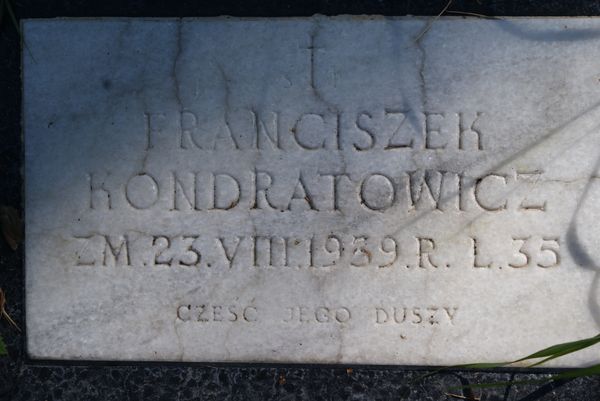 Ś † P
FRANCISZEK
KONDRATOWICZ
ZM. 23. VIII. 1939. R. L. 35
CZEŚĆ JEGO DUSZY